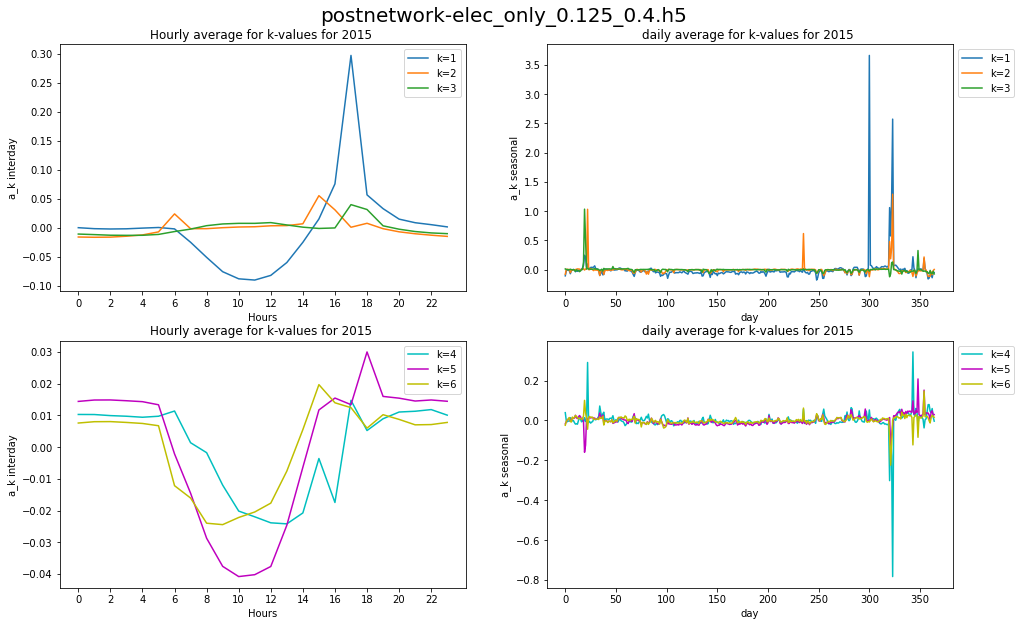 postnetwork-elec_only_0.125_0.4.h5
Hourly average for k-values for 2015
a_k interday
0.30
0.25
0.20
0.15
0.10
0.05
0.00
−0.05
−0.10
0 2 4 6 8 10 12 14 16 18 20 22
Hours
k=1
k=2
k=3
daily average for k-values for 2015
a_k seasonal
3.5
3.0
2.5
2.0
1.5
1.0
0.5
0.0
0 50 100 150 200 250 300 350
day
k=1
k=2
k=3
Hourly average for k-values for 2015
a_k interday
0.03
0.02
0.01
0.00
−0.01
−0.02
−0.03
−0.04
0 2 4 6 8 10 12 14 16 18 20 22
Hours
k=4
k=5
k=6
daily average for k-values for 2015
a_k seasonal
0.2
0.0
−0.2
−0.4
−0.6
−0.8
0 50 100 150 200 250 300 350
day
k=4
k=5
k=6